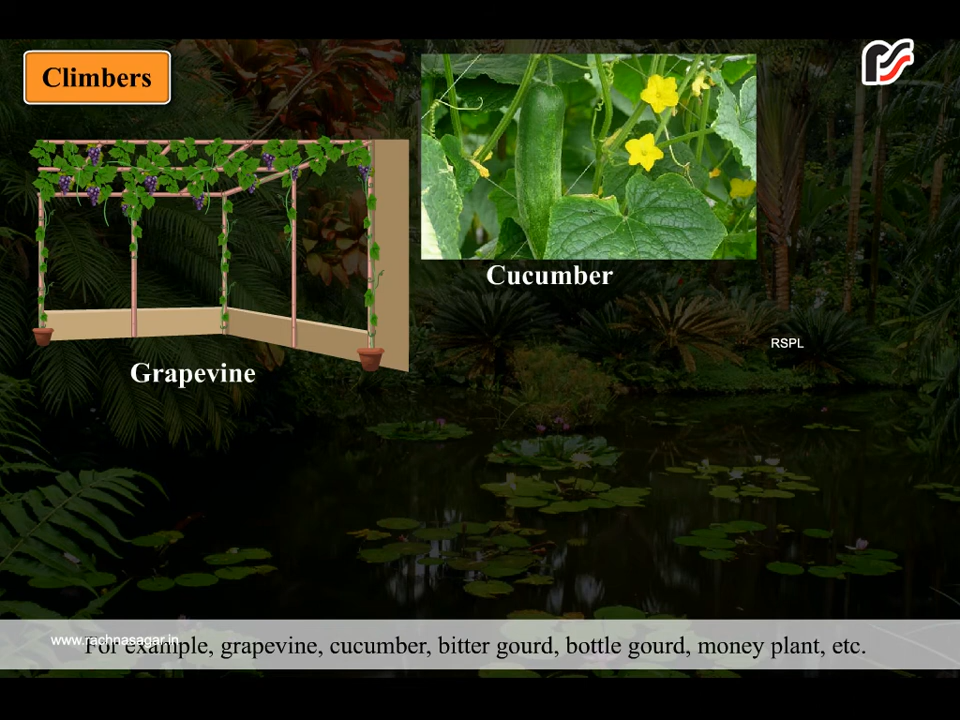 Climbers
Cucumber
RSPL
Grapevine
www.rachnasagar.in
For example, grapevine, cucumber, bitter gourd, bottle gourd, money plant, etc.